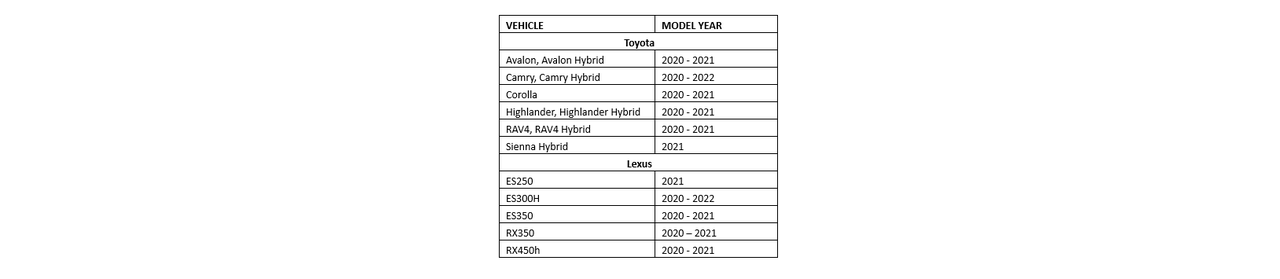 VEHICLE MODEL YEAR
Toyota
Avalon, Avalon Hybrid 2020 - 2021
Camry, Camry Hybrid 2020 - 2022
Corolla 2020 - 2021
Highlander, Highlander Hybrid 2020 - 2021
RAV4, RAV4 Hybrid 2020 - 2021
Sienna Hybrid 2021
Lexus
ES250 2021
ES300H 2020 - 2022
ES350 2020 - 2021
RX350 2020 – 2021
RX450h 2020 - 2021